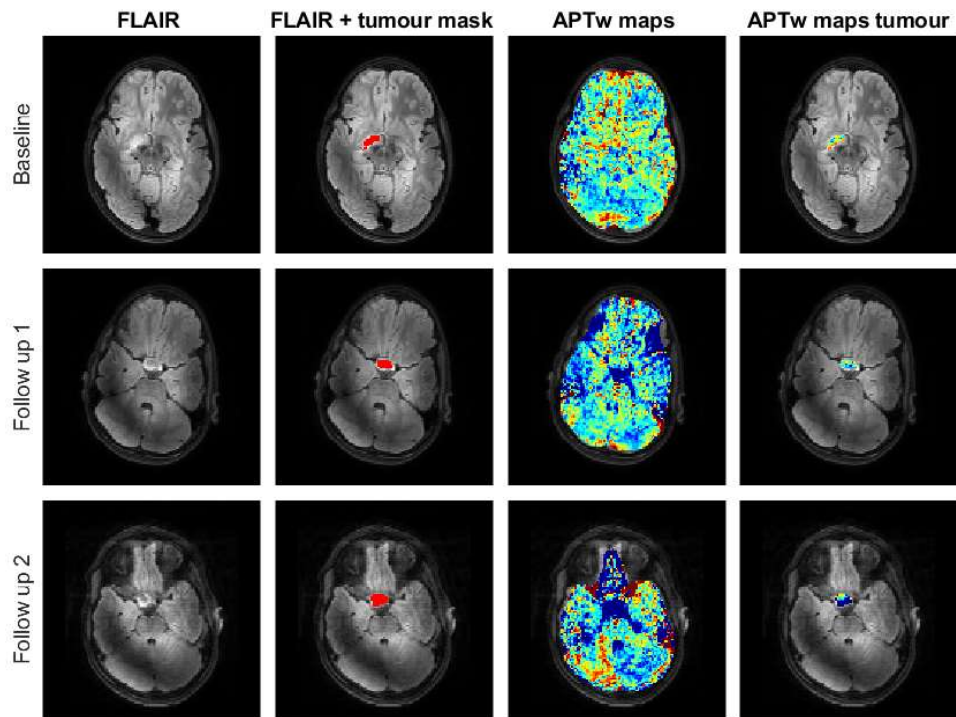 FLAIR
FLAIR + tumour mask
APTw maps
APTw maps tumour
Baseline
Follow up 1
Follow up 2